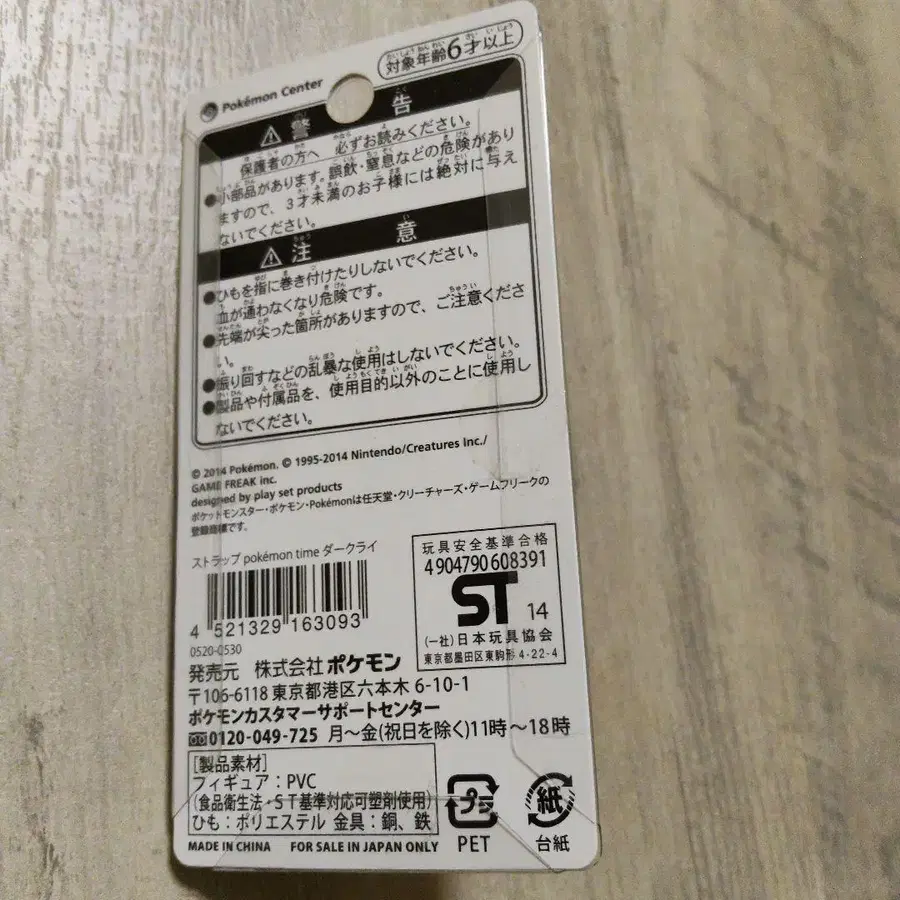 Pokémon Center
対象年齢6才以上
警告
保護者の方へ 必ずお読みください。
●小部品があります。誤飲・窒息などの危険があり
ますので、3才未満のお子様には絶対に与え
ないでください。
注意
●ひもを指に巻き付けたりしないでください。
血が通わなくなり危険です。
●先端が尖った箇所がありますので、ご注意くださ
い。
●振り回すなどの乱暴な使用はしないでください。
●製品や付属品を、使用目的以外のことに使用し
ないでください。
© 2014 Pokémon. © 1995-2014 Nintendo/Creatures Inc./
GAME FREAK inc.
designed by play set products
ポケットモンスター・ポケモン・Pokémonは任天堂・クリーチャーズ・ゲームフリークの
登録商標です。
ストラップ pokémon time ダークライ
4 521329 163093
0520-0530
玩具安全基準合格
4904790608391
ST 14
(一社)日本玩具協会
東京都墨田区東駒形4-22-4
発売元 株式会社ポケモン
〒106-6118 東京都港区六本木 6-10-1
ポケモンカスタマーサポートセンター
0120-049-725 月〜金(祝日を除く)11時〜18時
[製品素材]
フィギュア:PVC
(食品衛生法・ST基準対応可塑剤使用)
ひも:ポリエステル 金具:銅、鉄
プラ
PET
紙
台紙
MADE IN CHINA FOR SALE IN JAPAN ONLY